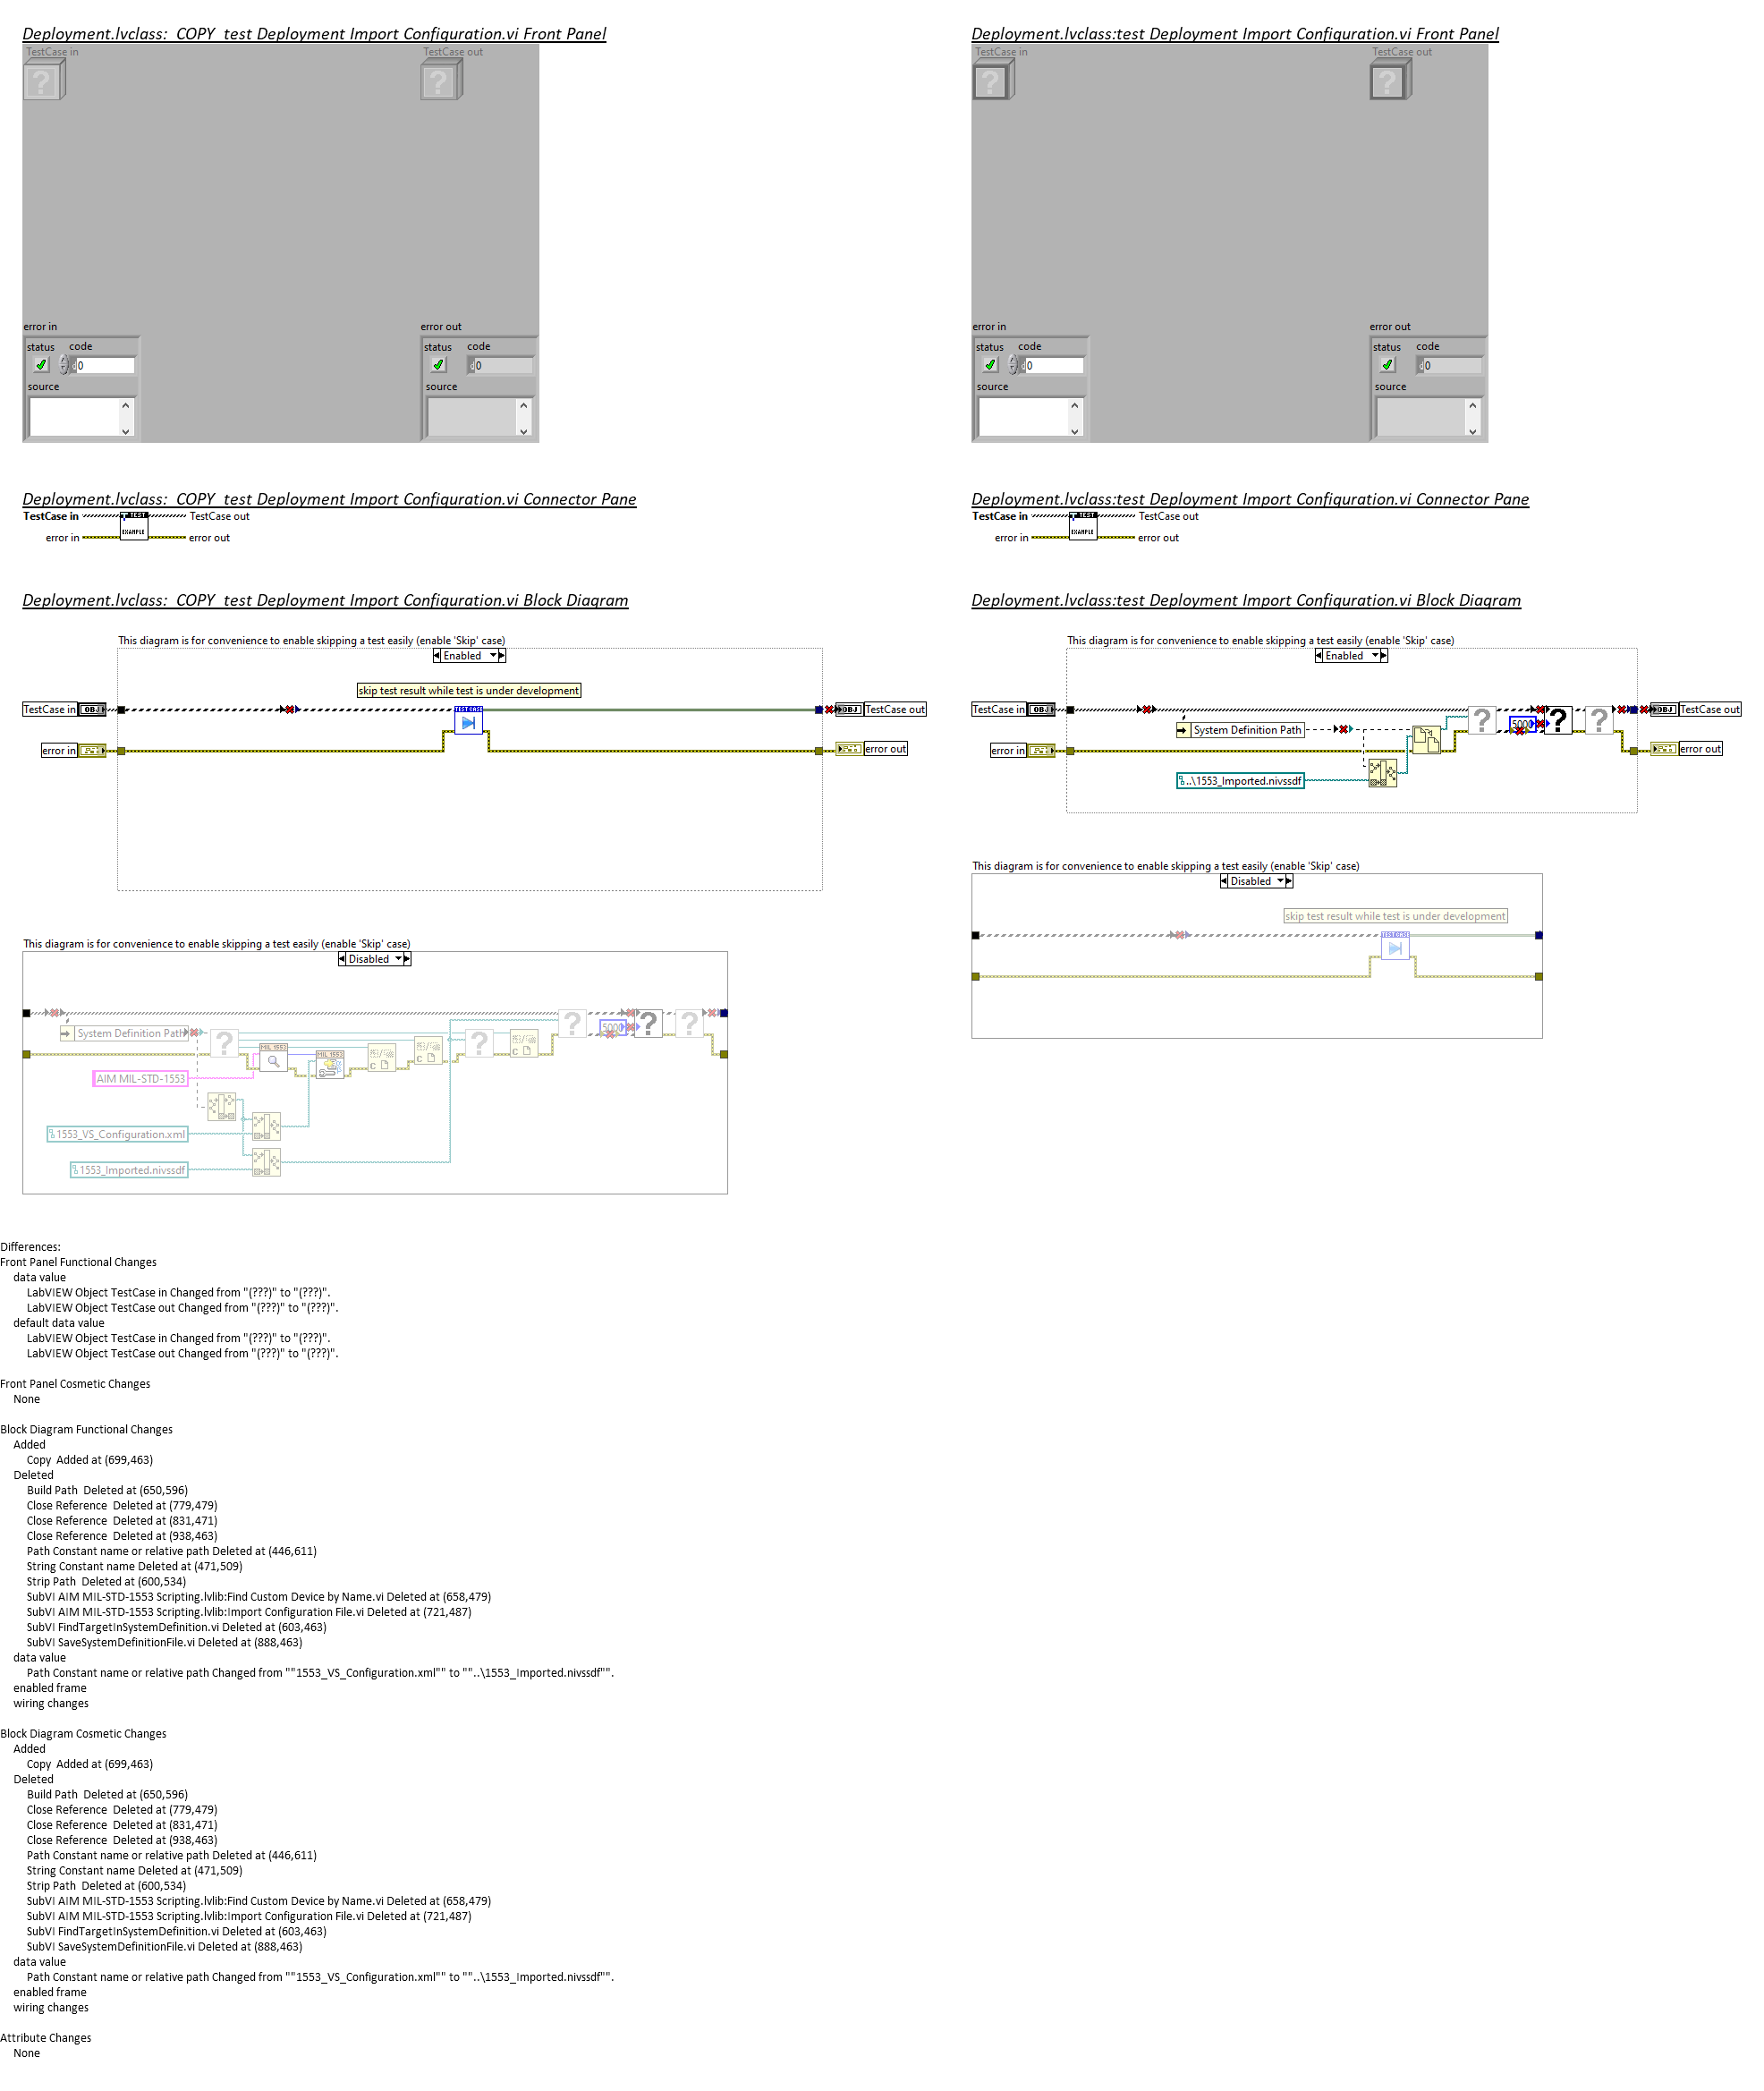 Deployment.lvclass:  COPY  test Deployment Import Configuration.vi Front Panel
TestCase in
TestCase out
error in
error out
status
code
0
source
status
code
0
source
Deployment.lvclass:test Deployment Import Configuration.vi Front Panel
TestCase in
TestCase out
error in
error out
status
code
0
source
status
code
0
source
Deployment.lvclass:  COPY  test Deployment Import Configuration.vi Connector Pane
TestCase in
TEST
EXAMPLE
TestCase out
error in
error out
Deployment.lvclass:test Deployment Import Configuration.vi Connector Pane
TestCase in
TEST
EXAMPLE
TestCase out
error in
error out
Deployment.lvclass:  COPY  test Deployment Import Configuration.vi Block Diagram
This diagram is for convenience to enable skipping a test easily (enable 'Skip' case)
Enabled
skip test result while test is under development
TestCase in
OBJ
TESTCASE
OBJ
TestCase out
error in
error out
This diagram is for convenience to enable skipping a test easily (enable 'Skip' case)
Disabled
System Definition Path
5000
MIL 1553
MIL 1553
AIM MIL-STD-1553
1553_VS_Configuration.xml
1553_Imported.nivssdf
Deployment.lvclass:test Deployment Import Configuration.vi Block Diagram
This diagram is for convenience to enable skipping a test easily (enable 'Skip' case)
Enabled
TestCase in
OBJ
System Definition Path
5000
OBJ
TestCase out
error in
error out
..\1553_Imported.nivssdf
This diagram is for convenience to enable skipping a test easily (enable 'Skip' case)
Disabled
skip test result while test is under development
TESTCASE
Differences:
Front Panel Functional Changes
data value
LabVIEW Object TestCase in Changed from "(???)" to "(???)".
LabVIEW Object TestCase out Changed from "(???)" to "(???)".
default data value
LabVIEW Object TestCase in Changed from "(???)" to "(???)".
LabVIEW Object TestCase out Changed from "(???)" to "(???)".
Front Panel Cosmetic Changes
None
Block Diagram Functional Changes
Added
Copy  Added at (699,463)
Deleted
Build Path  Deleted at (650,596)
Close Reference  Deleted at (779,479)
Close Reference  Deleted at (831,471)
Close Reference  Deleted at (938,463)
Path Constant name or relative path Deleted at (446,611)
String Constant name Deleted at (471,509)
Strip Path  Deleted at (600,534)
SubVI AIM MIL-STD-1553 Scripting.lvlib:Find Custom Device by Name.vi Deleted at (658,479)
SubVI AIM MIL-STD-1553 Scripting.lvlib:Import Configuration File.vi Deleted at (721,487)
SubVI FindTargetInSystemDefinition.vi Deleted at (603,463)
SubVI SaveSystemDefinitionFile.vi Deleted at (888,463)
data value
Path Constant name or relative path Changed from ""1553_VS_Configuration.xml"" to ""..\1553_Imported.nivssdf"".
enabled frame
wiring changes
Block Diagram Cosmetic Changes
Added
Copy  Added at (699,463)
Deleted
Build Path  Deleted at (650,596)
Close Reference  Deleted at (779,479)
Close Reference  Deleted at (831,471)
Close Reference  Deleted at (938,463)
Path Constant name or relative path Deleted at (446,611)
String Constant name Deleted at (471,509)
Strip Path  Deleted at (600,534)
SubVI AIM MIL-STD-1553 Scripting.lvlib:Find Custom Device by Name.vi Deleted at (658,479)
SubVI AIM MIL-STD-1553 Scripting.lvlib:Import Configuration File.vi Deleted at (721,487)
SubVI FindTargetInSystemDefinition.vi Deleted at (603,463)
SubVI SaveSystemDefinitionFile.vi Deleted at (888,463)
data value
Path Constant name or relative path Changed from ""1553_VS_Configuration.xml"" to ""..\1553_Imported.nivssdf"".
enabled frame
wiring changes
Attribute Changes
None